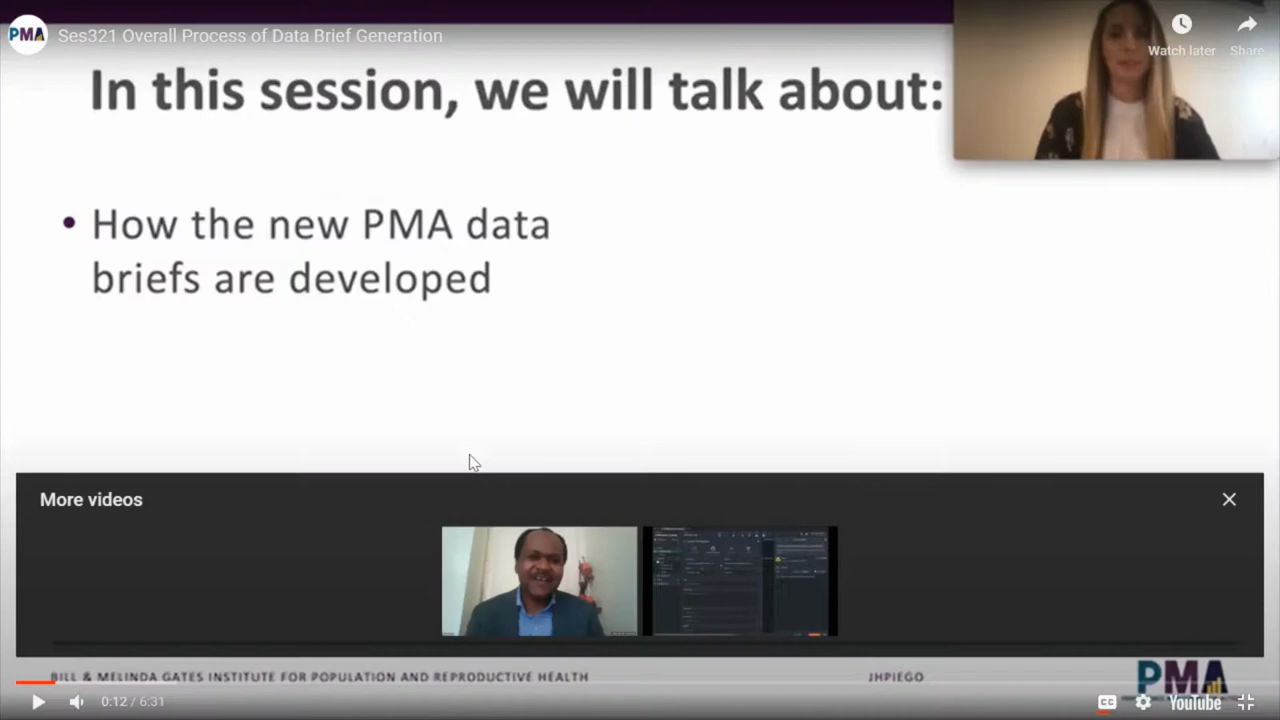 PMA
Ses321 Overall Process of Data Brief Generation
Watch later
Share
In this session, we will talk about:
• How the new PMA data
briefs are developed
More videos
BILL & MELINDA GATES INSTITUTE FOR POPULATION AND REPRODUCTIVE HEALTH
JHPIEGO
PMA
0:12 / 6:31
CC
YouTube